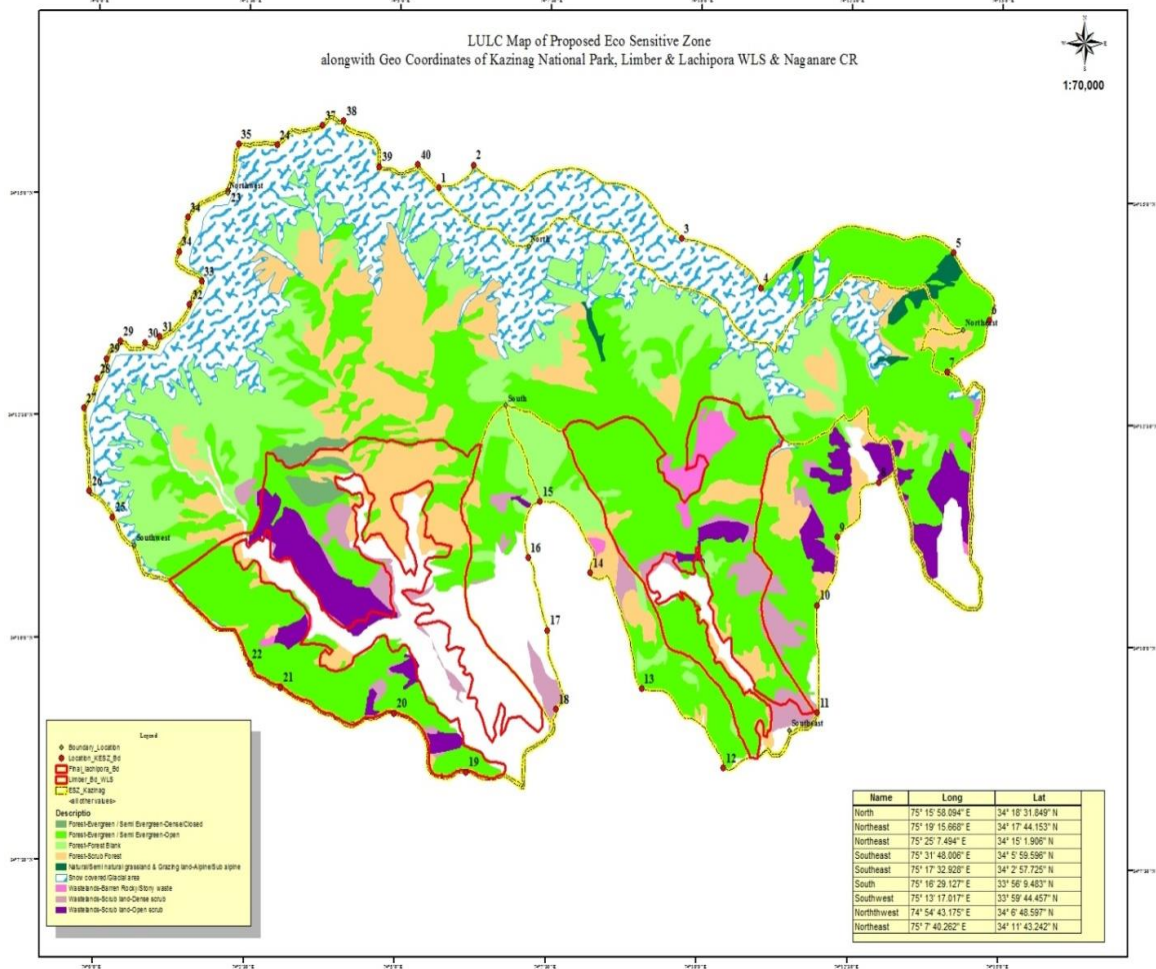 LULC Map of Proposed Eco Sensitive Zone
alongwith Geo Coordinates of Kazinag National Park, Limber & Lachipora WLS & Naganare CR
1:70,000
37
38
35
24
39
40
2
1
Northwest
23
34
North
3
5
34
4
33
32
6
Northeast
31
30
29
29
7
28
27
South
26
15
25
9
Southwest
16
14
10
17
22
13
21
18
11
20
Southeast
12
19
Legend
Boundary_Location
Location_KESZ_Bd
Final_lachipora_Bd
Limber_Bd_WLS
ESZ_Kazinag
<all other values>
Descriptio
Forest-Evergreen / Semi Evergreen-Dense/Closed
Forest-Evergreen / Semi Evergreen-Open
Forest-Forest Blank
Forest-Scrub Forest
Natural/Semi natural grassland & Grazing land-Alpine/Sub alpine
Snow covered/Glacial area
Wastelands-Barren Rocky/Stony waste
Wastelands-Scrub land-Dense scrub
Wastelands-Scrub land-Open scrub
Name Long Lat
North 75° 15' 58.094" E 34° 18' 31.849" N
Northeast 75° 19' 15.668" E 34° 17' 44.153" N
Northeast 75° 25' 7.494" E 34° 15' 1.906" N
Southeast 75° 31' 48.006" E 34° 5' 59.596" N
Southeast 75° 17' 32.928" E 34° 2' 57.725" N
South 75° 16' 29.127" E 33° 56' 9.483" N
Southwest 75° 13' 17.017" E 33° 59' 44.457" N
Norththwest 74° 54' 43.175" E 34° 6' 48.597" N
Northeast 75° 7' 40.262" E 34° 11' 43.242" N